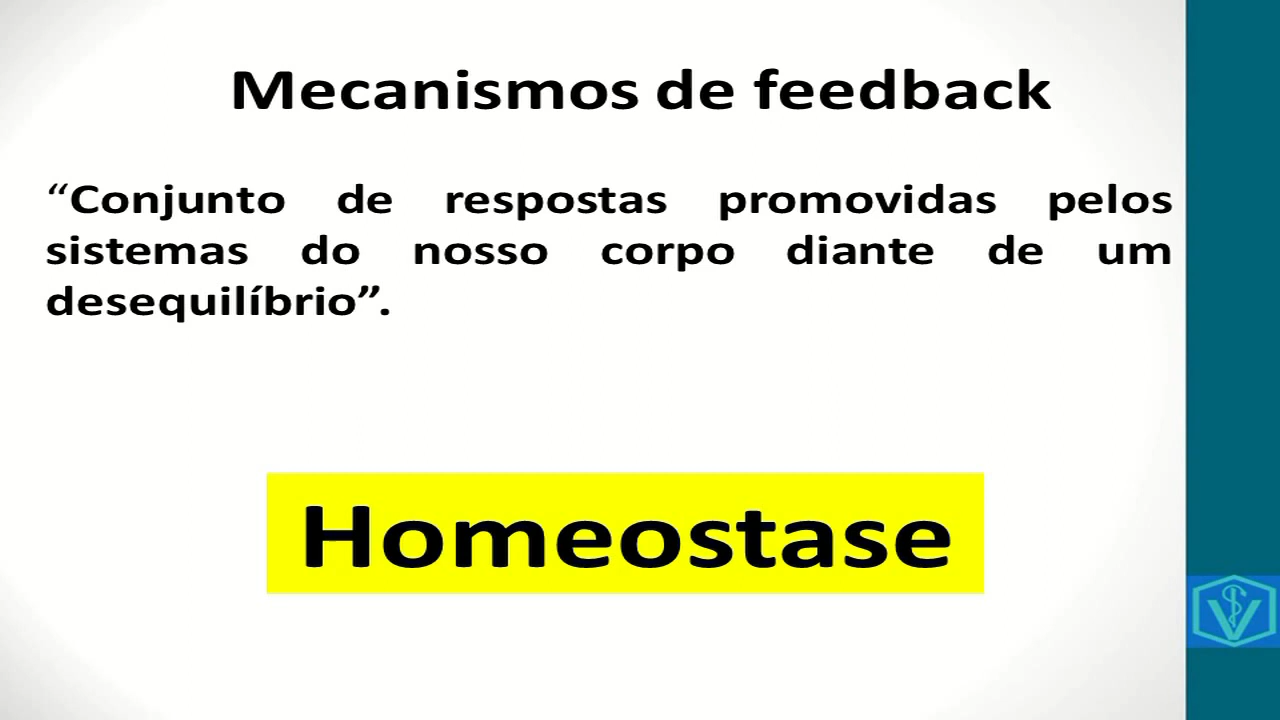 Mecanismos de feedback
“Conjunto de respostas promovidas pelos
sistemas do nosso corpo diante de um
desequilíbrio”.
Homeostase